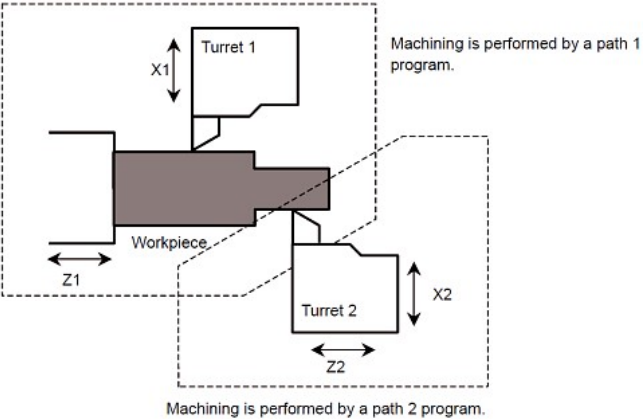 Turret 1
X1
Machining is performed by a path 1
program.
Workpiece
Z1
Turret 2
X2
Z2
Machining is performed by a path 2 program.